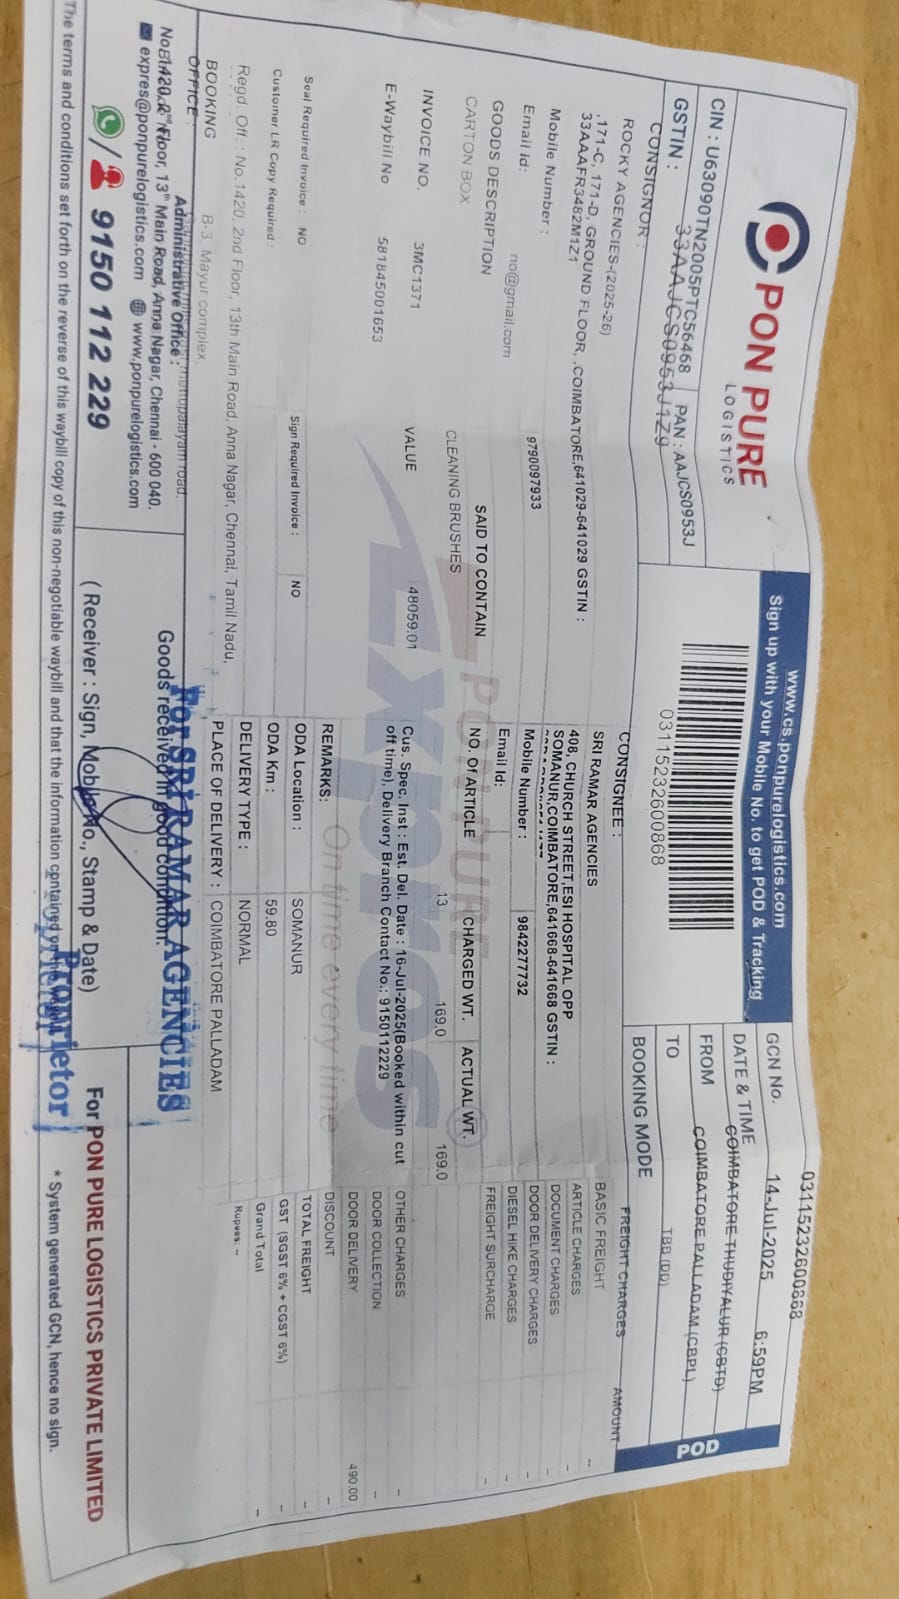 PON PURE
LOGISTICS
CIN : U63090TN2005PTC56468 | PAN : AAJCS0953J
GSTIN : 33AAJCS0953J1Z9
www.cs.ponpurelogistics.com
Sign up with your Mobile No. to get POD & Tracking
03115232600868
GCN No. 03115232600868
DATE & TIME 14-Jul-2025 6:59PM
FROM COIMBATORE THUDIYALUR (CBTD)
TO COIMBATORE PALLADAM (CBPL)
BOOKING MODE TBB (DD)
POD
CONSIGNOR :
ROCKY AGENCIES-(2025-26)
,171-C, 171-D, GROUND FLOOR, ,COIMBATORE,641029-641029 GSTIN :
33AAAFR3482M1Z1
Mobile Number : 9790097933
Email Id: no@gmail.com
CONSIGNEE :
SRI RAMAR AGENCIES
408, CHURCH STREET,ESI HOSPITAL OPP
SOMANUR,COIMBATORE,641668-641668 GSTIN :
Mobile Number : 9842277732
Email Id:
GOODS DESCRIPTION SAID TO CONTAIN NO. Of ARTICLE CHARGED WT. ACTUAL WT.
CARTON BOX CLEANING BRUSHES 13 169.0 169.0
INVOICE NO. 3MC1371 VALUE 48059.01
E-Waybill No 581845001653
Cus. Spec. Inst : Est. Del. Date : 16-Jul-2025(Booked within cut
off time), Delivery Branch Contact No.: 9150112229
PON PURE
Express
On time every time
Seal Required Invoice : NO Sign Required Invoice : NO
Customer LR Copy Required :
Regd. Off. : No.1420, 2nd Floor, 13th Main Road, Anna Nagar, Chennai, Tamil Nadu,
BOOKING B-3, Mayur complex,
OFFICE : mettupalayam road,
REMARKS:
ODA Location : SOMANUR
ODA Km : 59.80
DELIVERY TYPE : NORMAL
PLACE OF DELIVERY : COIMBATORE PALLADAM
FREIGHT CHARGES AMOUNT
BASIC FREIGHT -
ARTICLE CHARGES -
DOCUMENT CHARGES -
DOOR DELIVERY CHARGES -
DIESEL HIKE CHARGES -
FREIGHT SURCHARGE -
OTHER CHARGES -
DOOR COLLECTION -
DOOR DELIVERY 490.00
DISCOUNT -
TOTAL FREIGHT -
GST (SGST 6% + CGST 6%) -
Grand Total -
Rupees: --
Administrative Office :
No. 1420, 2nd Floor, 13th Main Road, Anna Nagar, Chennai - 600 040.
expres@ponpurelogistics.com www.ponpurelogistics.com
/ 9150 112 229
Goods received in good condition.
For SRI RAMAR AGENCIES
Proprietor
( Receiver : Sign, Mobile No., Stamp & Date)
For PON PURE LOGISTICS PRIVATE LIMITED
* System generated GCN, hence no sign.
The terms and conditions set forth on the reverse of this waybill copy of this non-negotiable waybill and that the information contained on the